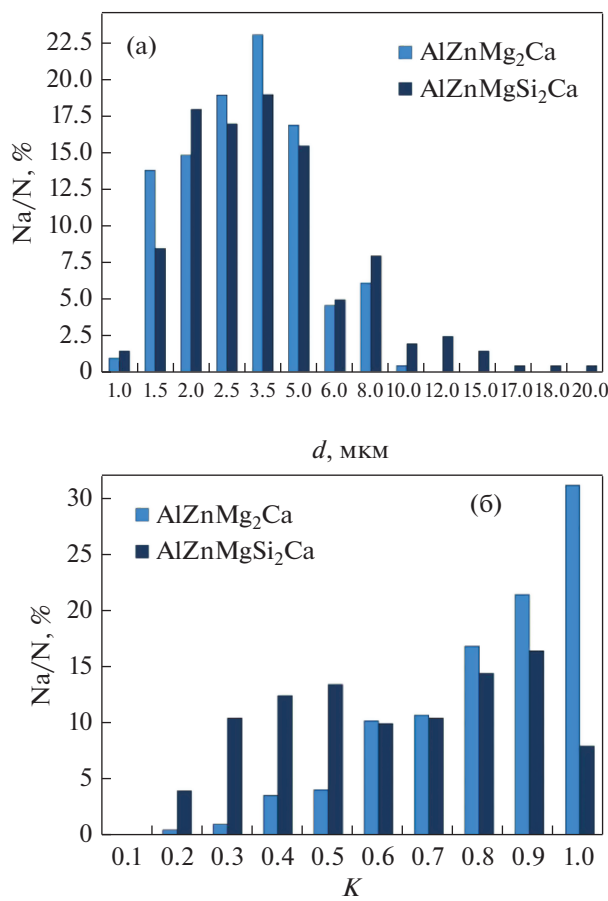 (а)
AlZnMg₂Ca
AlZnMgSi₂Ca
Na/N, %
22.5
20.0
17.5
15.0
12.5
10.0
7.5
5.0
2.5
0
1.0 1.5 2.0 2.5 3.5 5.0 6.0 8.0 10.0 12.0 15.0 17.0 18.0 20.0
d, мкм
(б)
AlZnMg₂Ca
AlZnMgSi₂Ca
Na/N, %
30
25
20
15
10
5
0
0.1 0.2 0.3 0.4 0.5 0.6 0.7 0.8 0.9 1.0
K